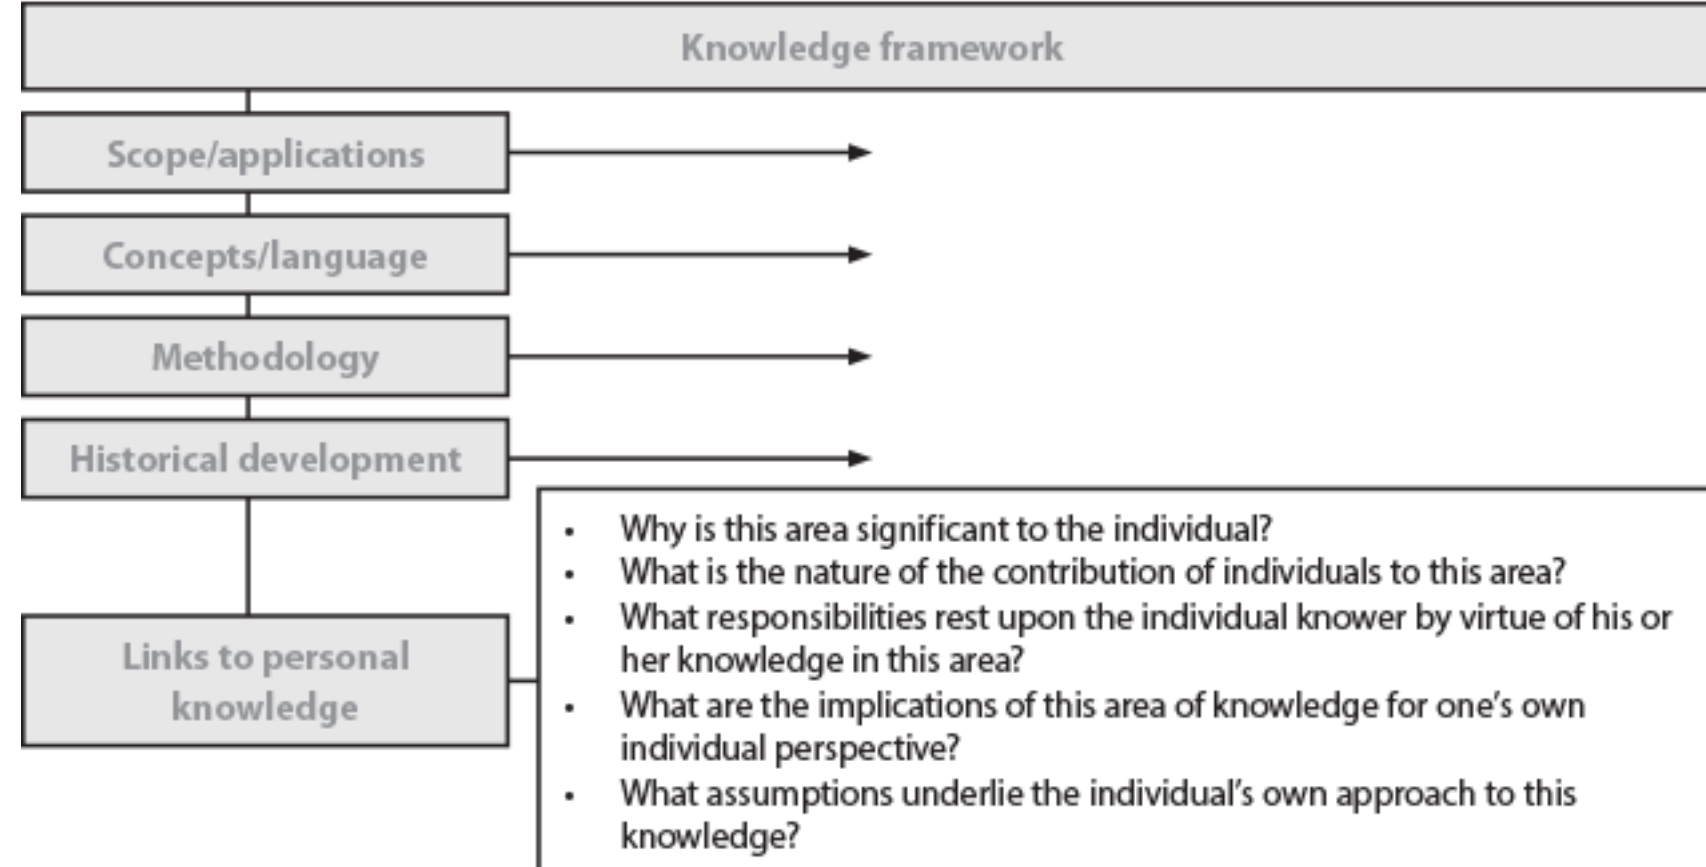 Knowledge framework
Scope/applications
Concepts/language
Methodology
Historical development
Links to personal
knowledge
• Why is this area significant to the individual?
• What is the nature of the contribution of individuals to this area?
• What responsibilities rest upon the individual knower by virtue of his or
her knowledge in this area?
• What are the implications of this area of knowledge for one’s own
individual perspective?
• What assumptions underlie the individual’s own approach to this
knowledge?